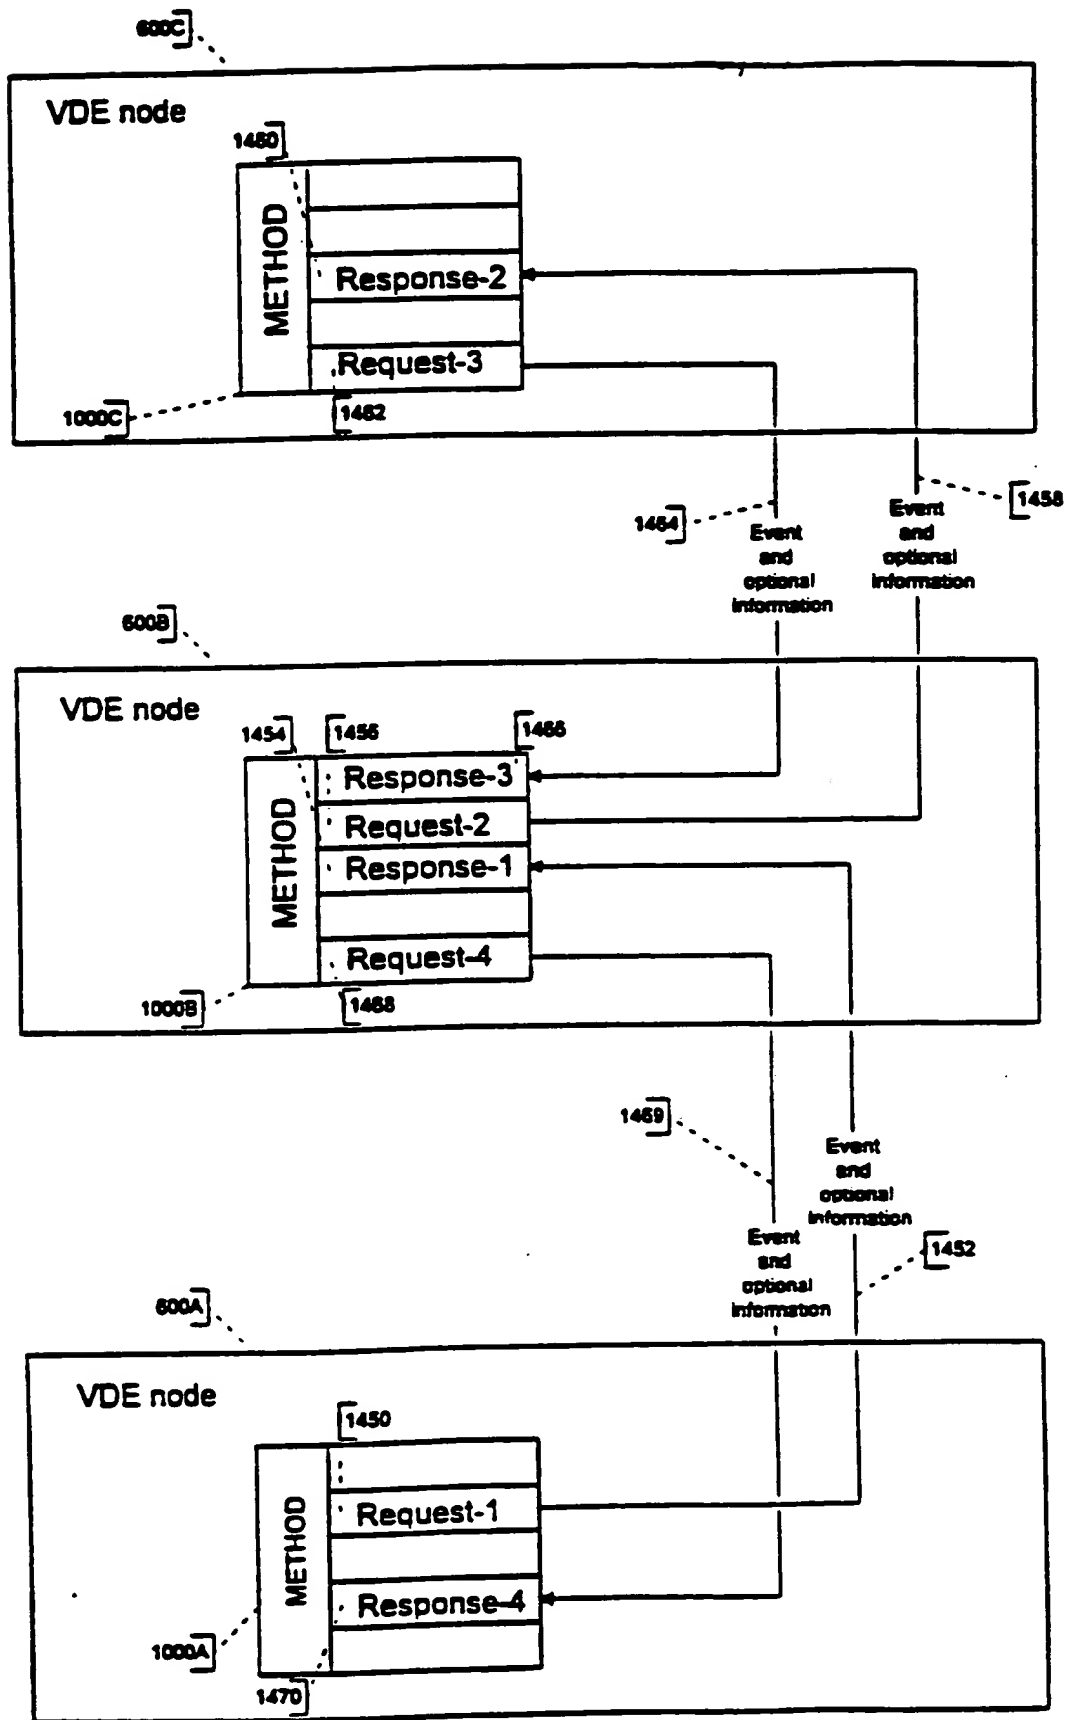 600C
VDE node
1460
METHOD
Response-2
Request-3
1000C
1462
1464
1458
Event
and
optional
information
Event
and
optional
information
600B
VDE node
1454
1456
1466
METHOD
Response-3
Request-2
Response-1
Request-4
1000B
1468
1469
Event
and
optional
information
Event
and
optional
information
1452
600A
VDE node
1450
METHOD
Request-1
Response-4
1000A
1470